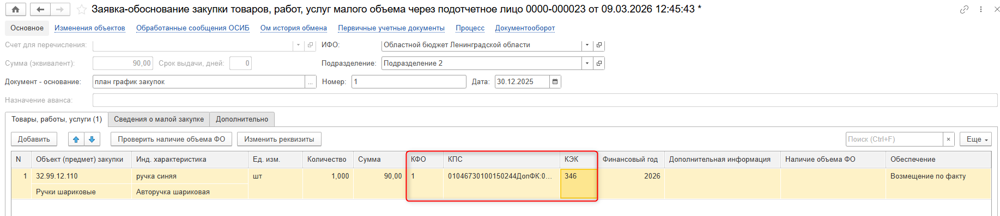 Заявка-обоснование закупки товаров, работ, услуг малого объема через подотчетное лицо 0000-000023 от 09.03.2026 12:45:43 *
Основное Изменения объектов Обработанные сообщения ОСИБ Ом история обмена Первичные учетные документы Процесс Документооборот
Счет для перечисления: ИФО: Областной бюджет Ленинградской области
Сумма (эквивалент): 90,00 Срок выдачи, дней: 0 Подразделение: Подразделение 2
Документ - основание: план график закупок ... Номер: 1 Дата: 30.12.2025
Назначение аванса:
Товары, работы, услуги (1) Сведения о малой закупке Дополнительно
Добавить Проверить наличие объема ФО Изменить реквизиты Поиск (Ctrl+F) × Еще
N Объект (предмет) закупки Инд. характеристика Ед. изм. Количество Сумма КФО КПС КЭК Финансовый год Дополнительная информация Наличие объема ФО Обеспечение
1 32.99.12.110 ручка синяя шт 1,000 90,00 1 01046730100150244ДопФК:0... 346 2026 Возмещение по факту
Ручки шариковые Авторучка шариковая